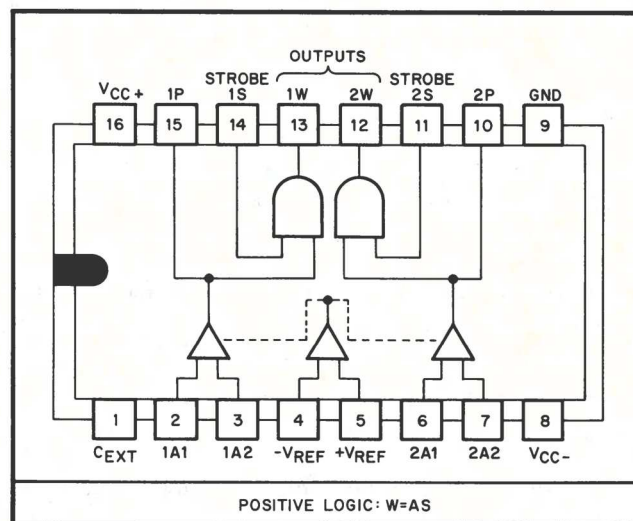 OUTPUTS
STROBE STROBE
VCC+ 1P 1S 1W 2W 2S 2P GND
16 15 14 13 12 11 10 9
1 2 3 4 5 6 7 8
CEXT 1A1 1A2 -VREF +VREF 2A1 2A2 VCC-
POSITIVE LOGIC: W=AS